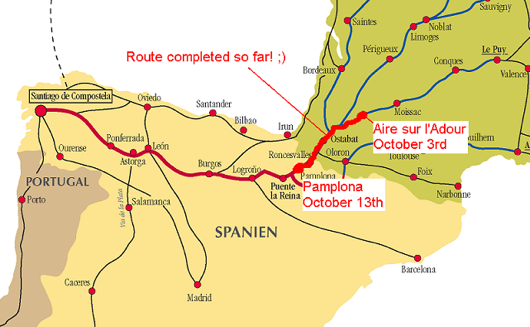 Sauvigny
Saintes
Noblat
Limoges
Périgueux
Route completed so far! ;)
Le Puy
Conques
Bordeaux
Valence
Santiago de Compostela
Oviedo
Santander
Moissac
Bilbao
Irun
Aire sur l'Adour
October 3rd
Ostabat
uilhem
Ponferrada
León
Roncesvalles
Toulouse
Ourense
Astorga
Oloron
Burgos
Logroño
Pamplona
Foix
PORTUGAL
Puente
la Reina
Pamplona
October 13th
Narbonne
Porto
Via de la Plata
Salamanca
SPANIEN
Barcelona
Caceres
Madrid